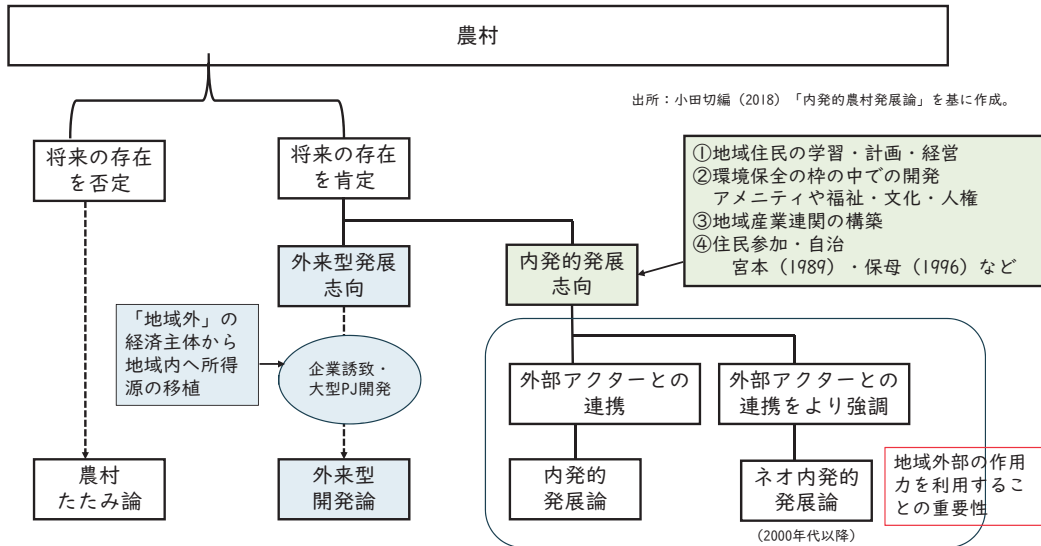 農村
出所：小田切編（2018）「内発的農村発展論」を基に作成。
将来の存在
を否定
将来の存在
を肯定
①地域住民の学習・計画・経営
②環境保全の枠の中での開発
アメニティや福祉・文化・人権
③地域産業連関の構築
④住民参加・自治
宮本（1989）・保母（1996）など
外来型発展
志向
内発的発展
志向
「地域外」の
経済主体から
地域内へ所得
源の移植
企業誘致・
大型PJ開発
外部アクターとの
連携
外部アクターとの
連携をより強調
農村
たたみ論
外来型
開発論
内発的
発展論
ネオ内発的
発展論
(2000年代以降)
地域外部の作用
力を利用するこ
との重要性